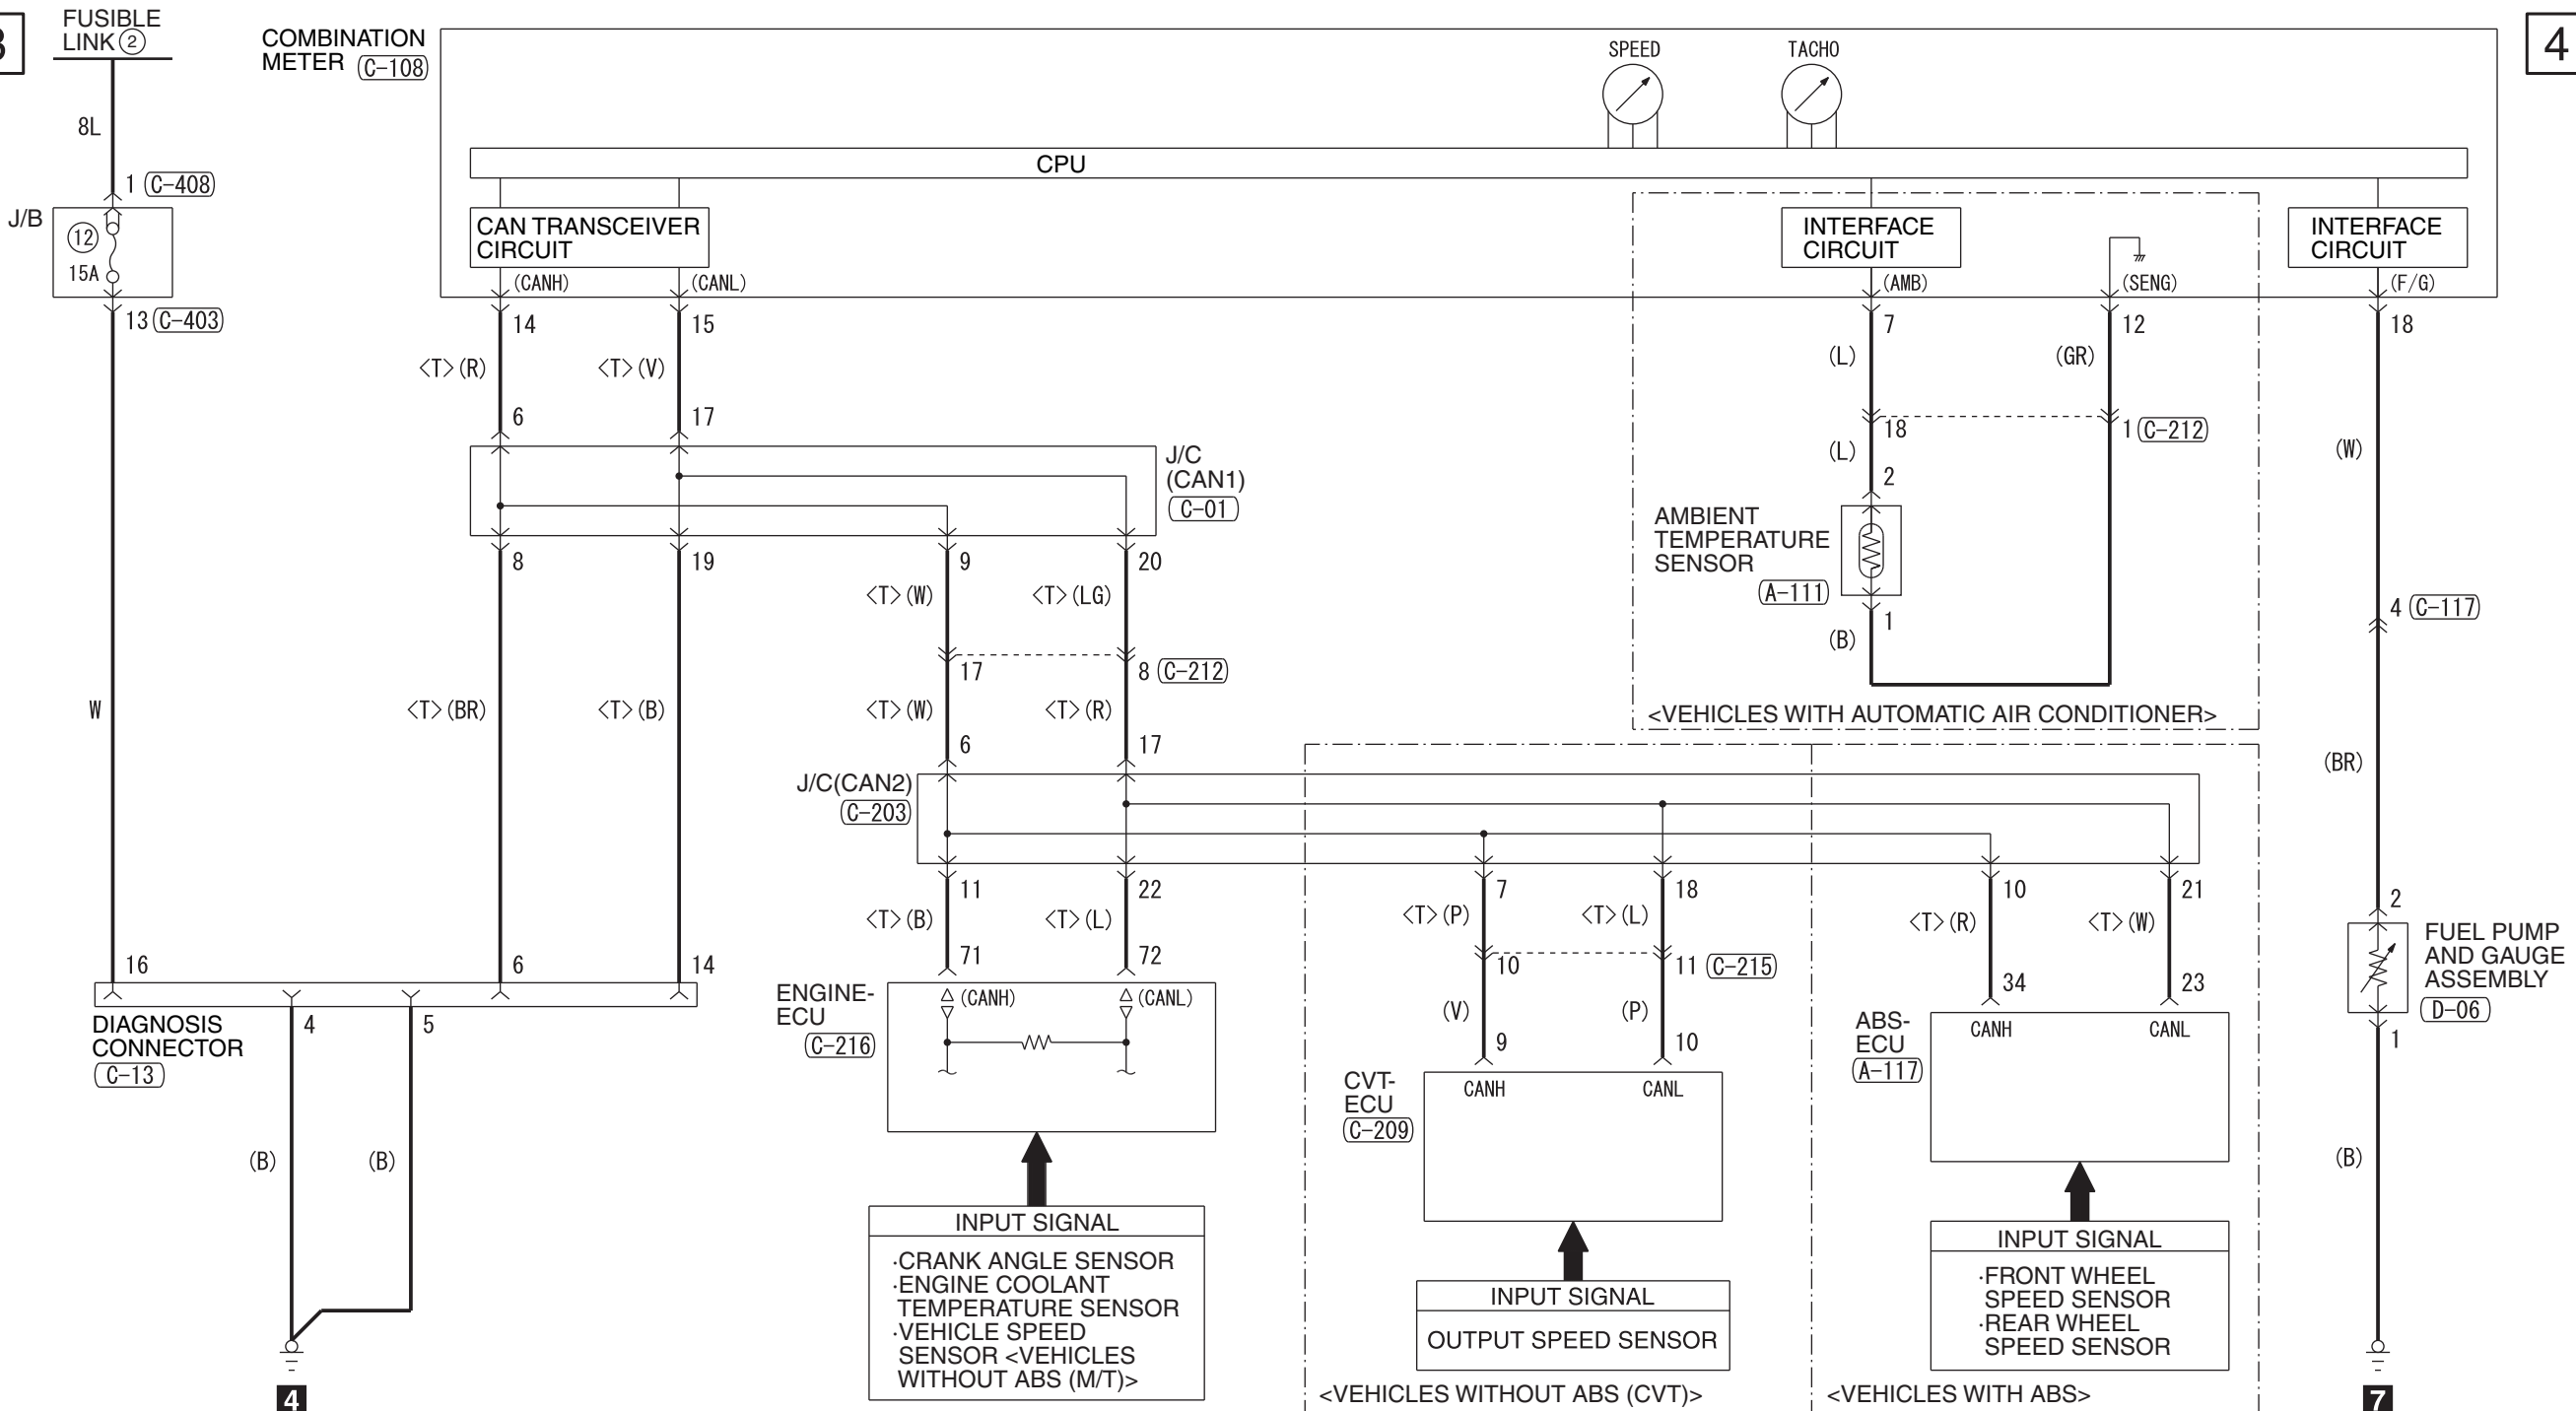 3
FUSIBLE
LINK ②
8L
1 C-408
J/B
⑫
15A
13 C-403
W
16
COMBINATION
METER C-108
SPEED
TACHO
4
CPU
CAN TRANSCEIVER
CIRCUIT
(CANH)
(CANL)
INTERFACE
CIRCUIT
(AMB)
(SENG)
INTERFACE
CIRCUIT
(F/G)
14
15
7
12
18
<T>(R)
<T>(V)
(L)
(GR)
6
17
18
1 C-212
(W)
J/C
(CAN1)
C-01
(L)
2
AMBIENT
TEMPERATURE
SENSOR
A-111
1
(B)
<VEHICLES WITH AUTOMATIC AIR CONDITIONER>
8
19
9
20
<T>(W)
<T>(LG)
4 C-117
17
8 C-212
<T>(BR)
<T>(B)
<T>(W)
<T>(R)
6
17
(BR)
J/C(CAN2)
C-203
11
22
7
18
10
21
<T>(B)
<T>(L)
<T>(P)
<T>(L)
<T>(R)
<T>(W)
2
FUEL PUMP
AND GAUGE
ASSEMBLY
D-06
1
6
14
71
72
10
11 C-215
34
23
DIAGNOSIS
CONNECTOR
C-13
4
5
ENGINE-
ECU
C-216
(CANH)
(CANL)
(V)
(P)
9
10
ABS-
ECU
A-117
CANH
CANL
CVT-
ECU
C-209
CANH
CANL
(B)
(B)
(B)
INPUT SIGNAL
·CRANK ANGLE SENSOR
·ENGINE COOLANT
TEMPERATURE SENSOR
·VEHICLE SPEED
SENSOR <VEHICLES
WITHOUT ABS (M/T)>
INPUT SIGNAL
OUTPUT SPEED SENSOR
<VEHICLES WITHOUT ABS (CVT)>
INPUT SIGNAL
·FRONT WHEEL
SPEED SENSOR
·REAR WHEEL
SPEED SENSOR
<VEHICLES WITH ABS>
4
7